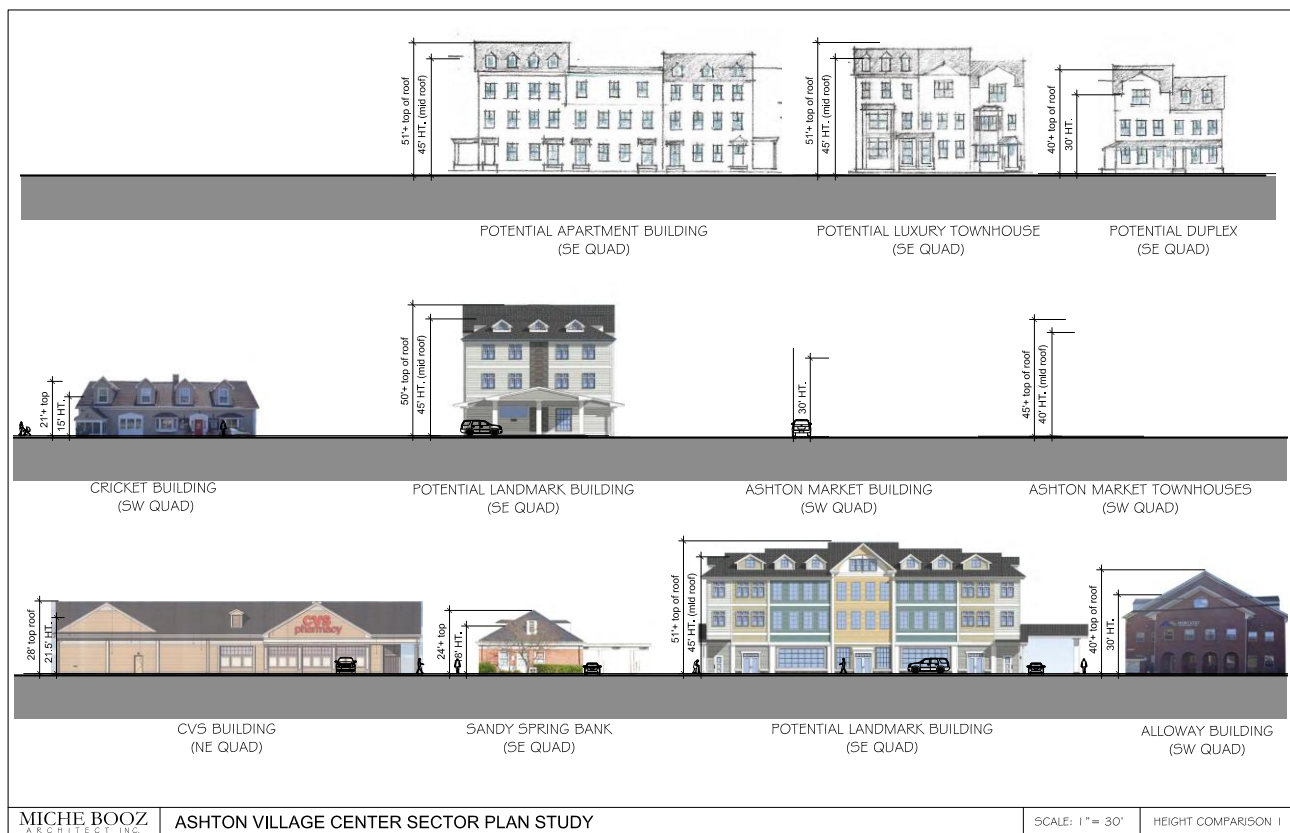 51'+ top of roof
45' HT. (mid roof)
51'+ top of roof
45' HT. (mid roof)
40'+ top of roof
30' HT.
POTENTIAL APARTMENT BUILDING
(SE QUAD)
POTENTIAL LUXURY TOWNHOUSE
(SE QUAD)
POTENTIAL DUPLEX
(SE QUAD)
21'+ top
15' HT.
50'+ top of roof
45' HT. (mid roof)
30' HT.
45'+ top of roof
40' HT. (mid roof)
CRICKET BUILDING
(SW QUAD)
POTENTIAL LANDMARK BUILDING
(SE QUAD)
ASHTON MARKET BUILDING
(SW QUAD)
ASHTON MARKET TOWNHOUSES
(SW QUAD)
28' top roof
21.5' HT.
CVS
pharmacy
24'+ top
51'+ top of roof
45' HT. (mid roof)
40'+ top of roof
30' HT.
CVS BUILDING
(NE QUAD)
SANDY SPRING BANK
(SE QUAD)
POTENTIAL LANDMARK BUILDING
(SE QUAD)
ALLOWAY BUILDING
(SW QUAD)
MICHE BOOZ
ARCHITECT INC.
ASHTON VILLAGE CENTER SECTOR PLAN STUDY
SCALE: 1"= 30'
HEIGHT COMPARISON 1